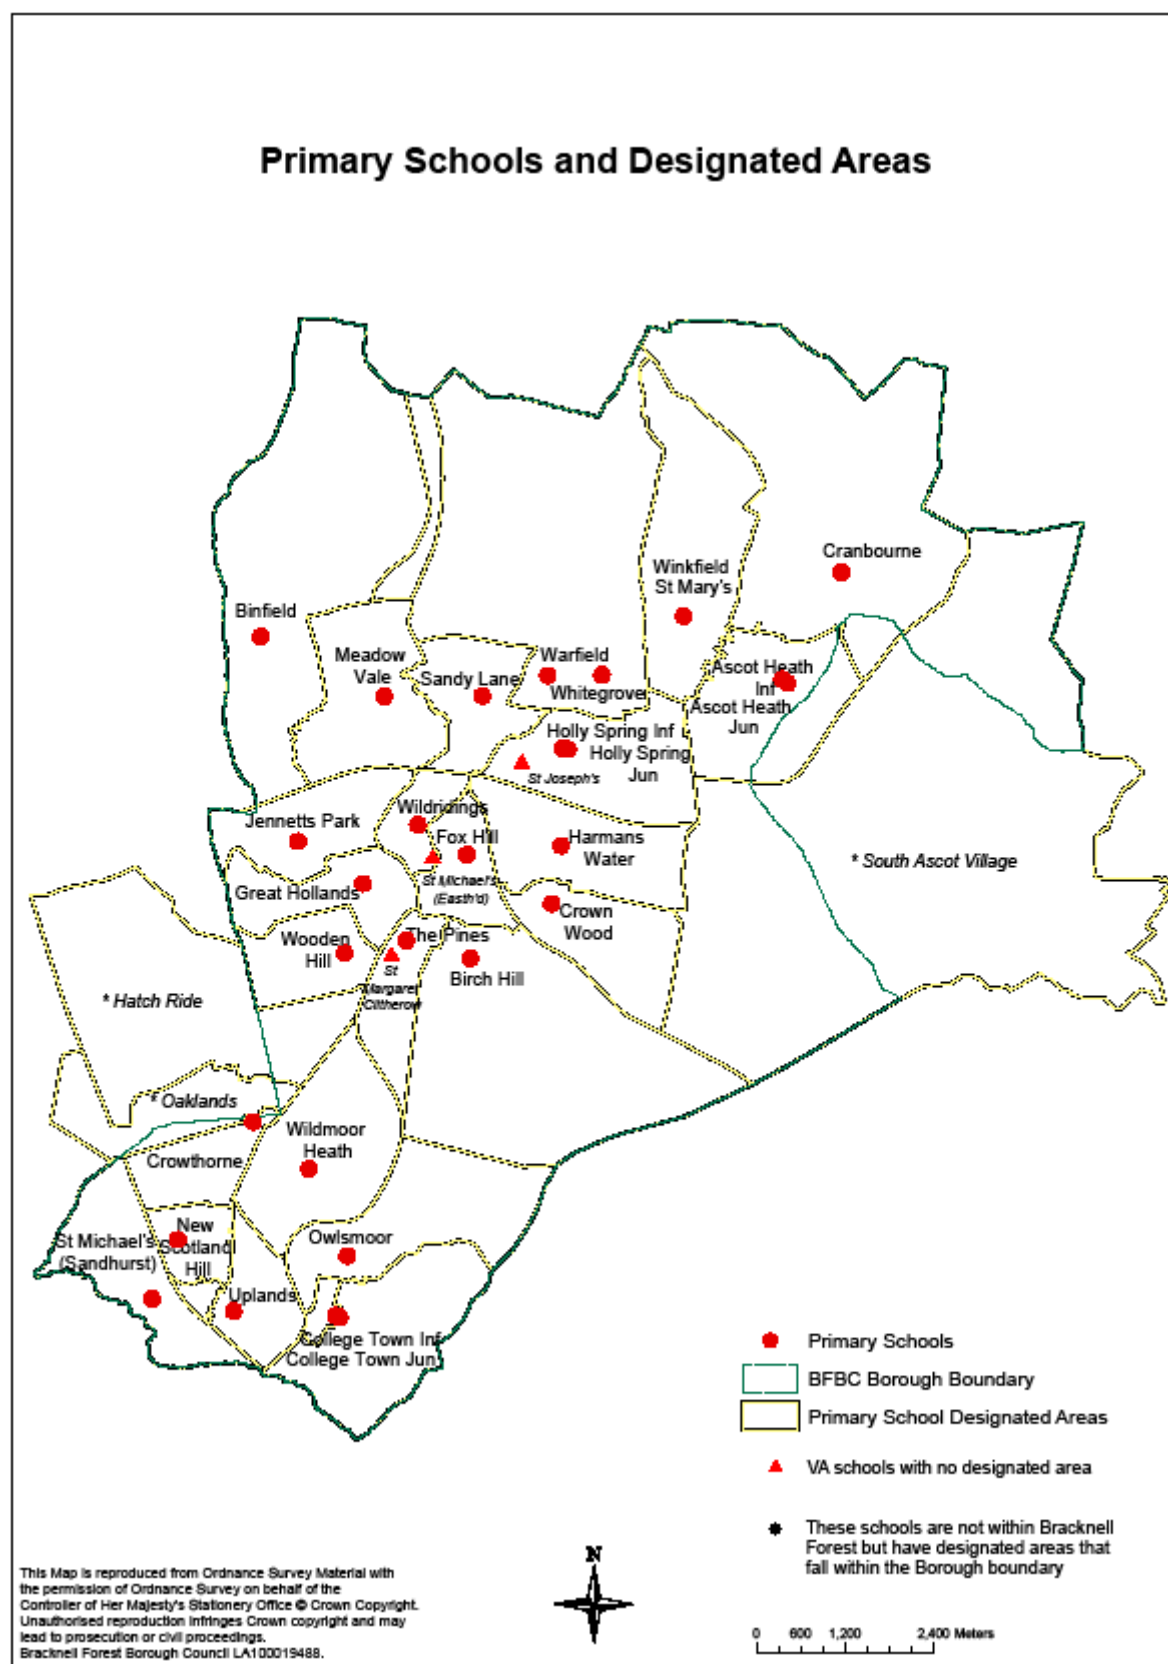 Primary Schools and Designated Areas
Cranbourne
Winkfield
St Mary's
Binfield
Meadow
Vale
Sandy Lane
Warfield
Whitegrove
Ascot Heath
Inf
Ascot Heath
Jun
Holly Spring Inf
Holly Spring
Jun
St Joseph's
Wildridings
Jennetts Park
Fox Hill
Harmans
Water
* South Ascot Village
St Michael's
(Easth'd)
Great Hollands
Crown
Wood
Wooden
Hill
The Pines
Birch Hill
St
Margaret
Clitherow
* Hatch Ride
* Oaklands
Wildmoor
Heath
Crowthorne
New
Scotland
Hill
St Michael's
(Sandhurst)
Owlsmoor
Uplands
College Town Inf
College Town Jun
Primary Schools
BFBC Borough Boundary
Primary School Designated Areas
VA schools with no designated area
These schools are not within Bracknell
Forest but have designated areas that
fall within the Borough boundary
This Map is reproduced from Ordnance Survey Material with
the permission of Ordnance Survey on behalf of the
Controller of Her Majesty's Stationery Office © Crown Copyright.
Unauthorised reproduction infringes Crown copyright and may
lead to prosecution or civil proceedings.
Bracknell Forest Borough Council LA100019488.
N
0 600 1,200 2,400 Meters